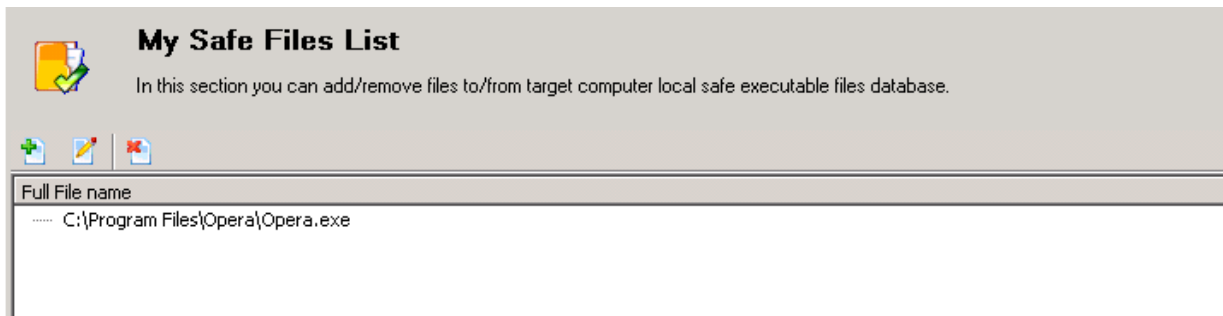 My Safe Files List
In this section you can add/remove files to/from target computer local safe executable files database.
Full File name
C:\Program Files\Opera\Opera.exe